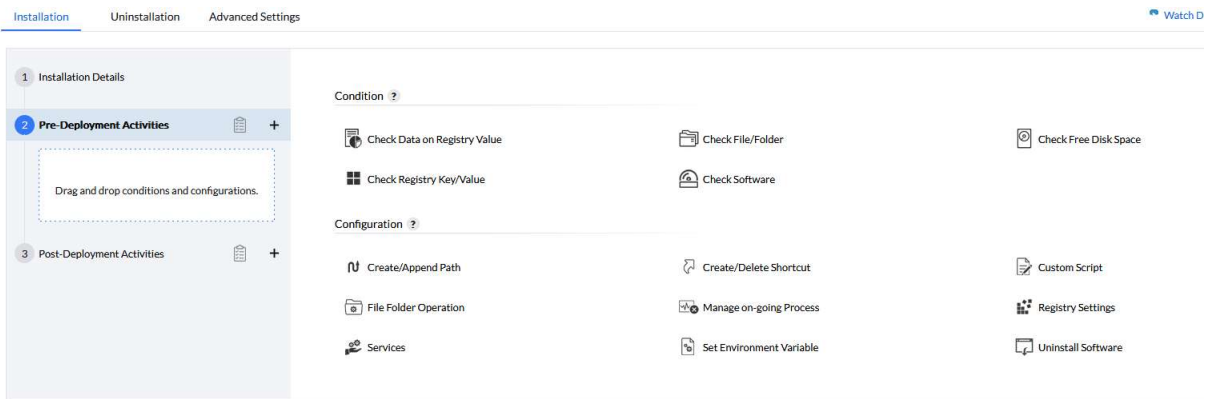 Installation Uninstallation Advanced Settings Watch D
1 Installation Details
2 Pre-Deployment Activities +
Drag and drop conditions and configurations.
3 Post-Deployment Activities +
Condition ?
Check Data on Registry Value Check File/Folder Check Free Disk Space
Check Registry Key/Value Check Software
Configuration ?
Create/Append Path Create/Delete Shortcut Custom Script
File Folder Operation Manage on-going Process Registry Settings
Services Set Environment Variable Uninstall Software